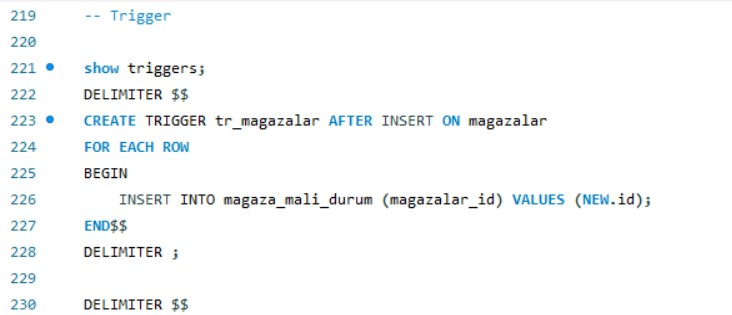 219 -- Trigger
220
221 show triggers;
222 DELIMITER $$
223 CREATE TRIGGER tr_magazalar AFTER INSERT ON magazalar
224 FOR EACH ROW
225 BEGIN
226 INSERT INTO magaza_mali_durum (magazalar_id) VALUES (NEW.id);
227 END$$
228 DELIMITER ;
229
230 DELIMITER $$